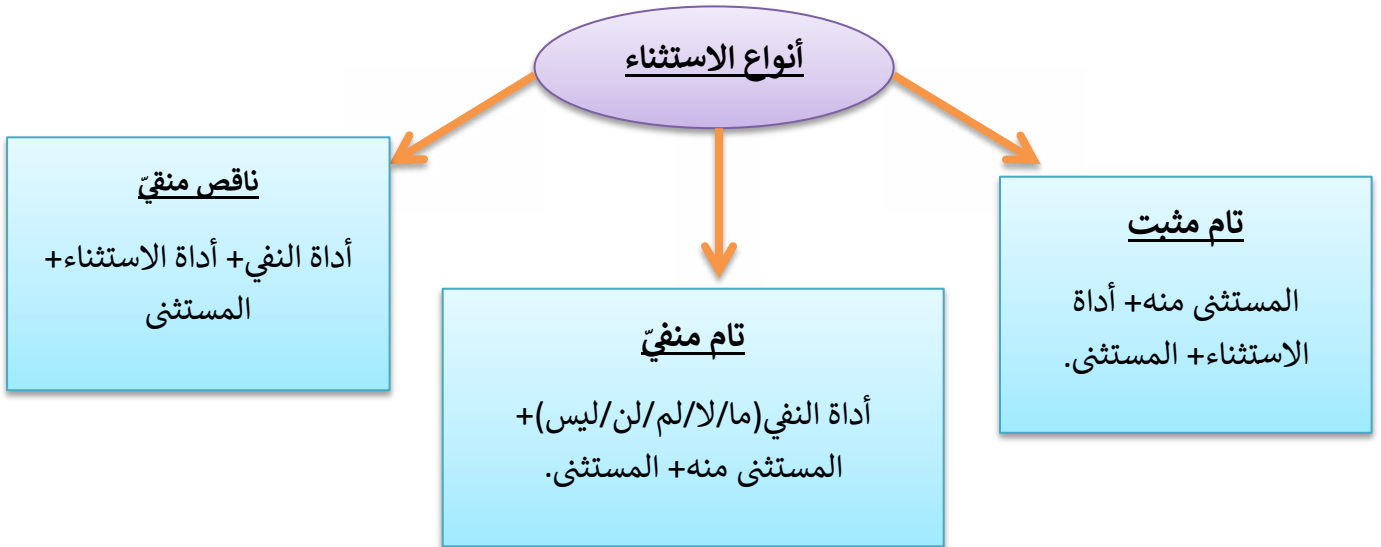 أنواع الاستثناء
تام مثبت
المستثنى منه+ أداة
الاستثناء+ المستثنى.
تام منفيّ
أداة النفي(ما/لا/لم/لن/ليس)+
المستثنى منه+ المستثنى.
ناقص منقيّ
أداة النفي+ أداة الاستثناء+
المستثنى